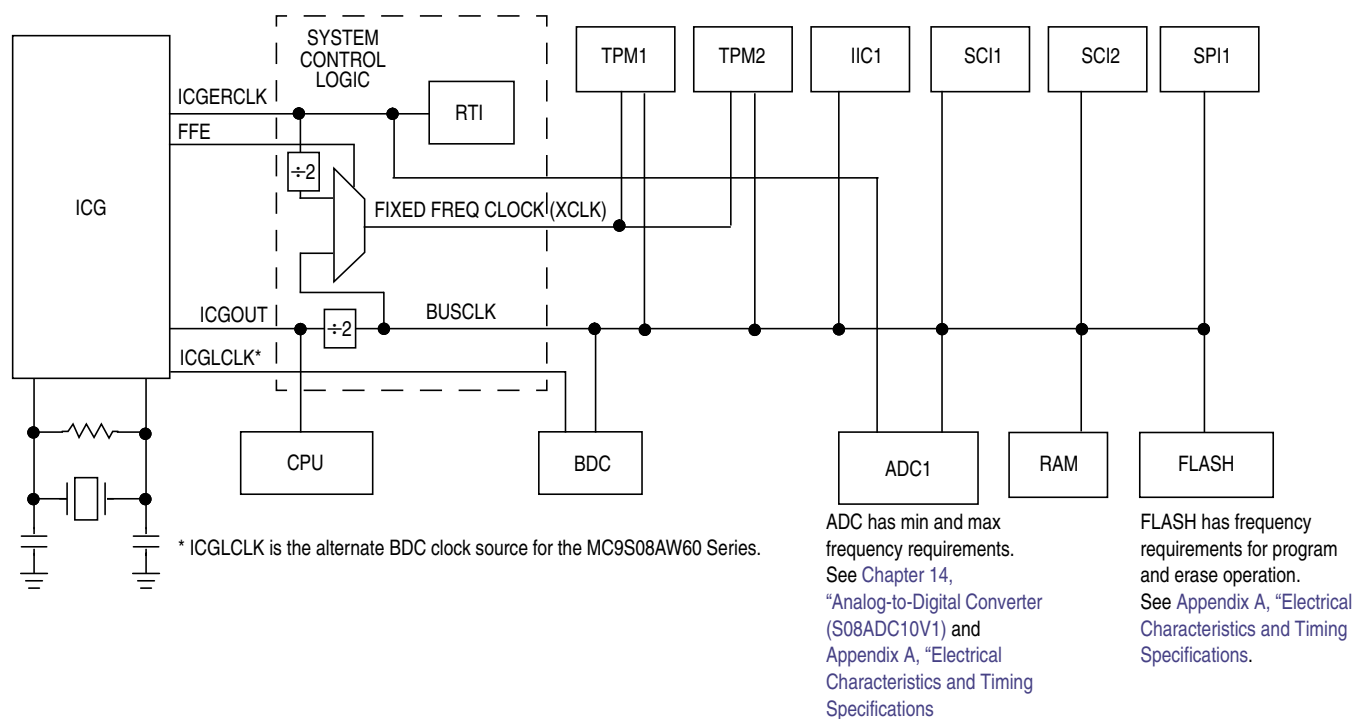 SYSTEM
CONTROL
LOGIC
TPM1
TPM2
IIC1
SCI1
SCI2
SPI1
ICGERCLK
RTI
FFE
÷2
ICG
FIXED FREQ CLOCK (XCLK)
ICGOUT
÷2
BUSCLK
ICGLCLK*
CPU
BDC
ADC1
RAM
FLASH
* ICGLCLK is the alternate BDC clock source for the MC9S08AW60 Series.
ADC has min and max
frequency requirements.
See Chapter 14,
“Analog-to-Digital Converter
(S08ADC10V1) and
Appendix A, “Electrical
Characteristics and Timing
Specifications
FLASH has frequency
requirements for program
and erase operation.
See Appendix A, “Electrical
Characteristics and Timing
Specifications.